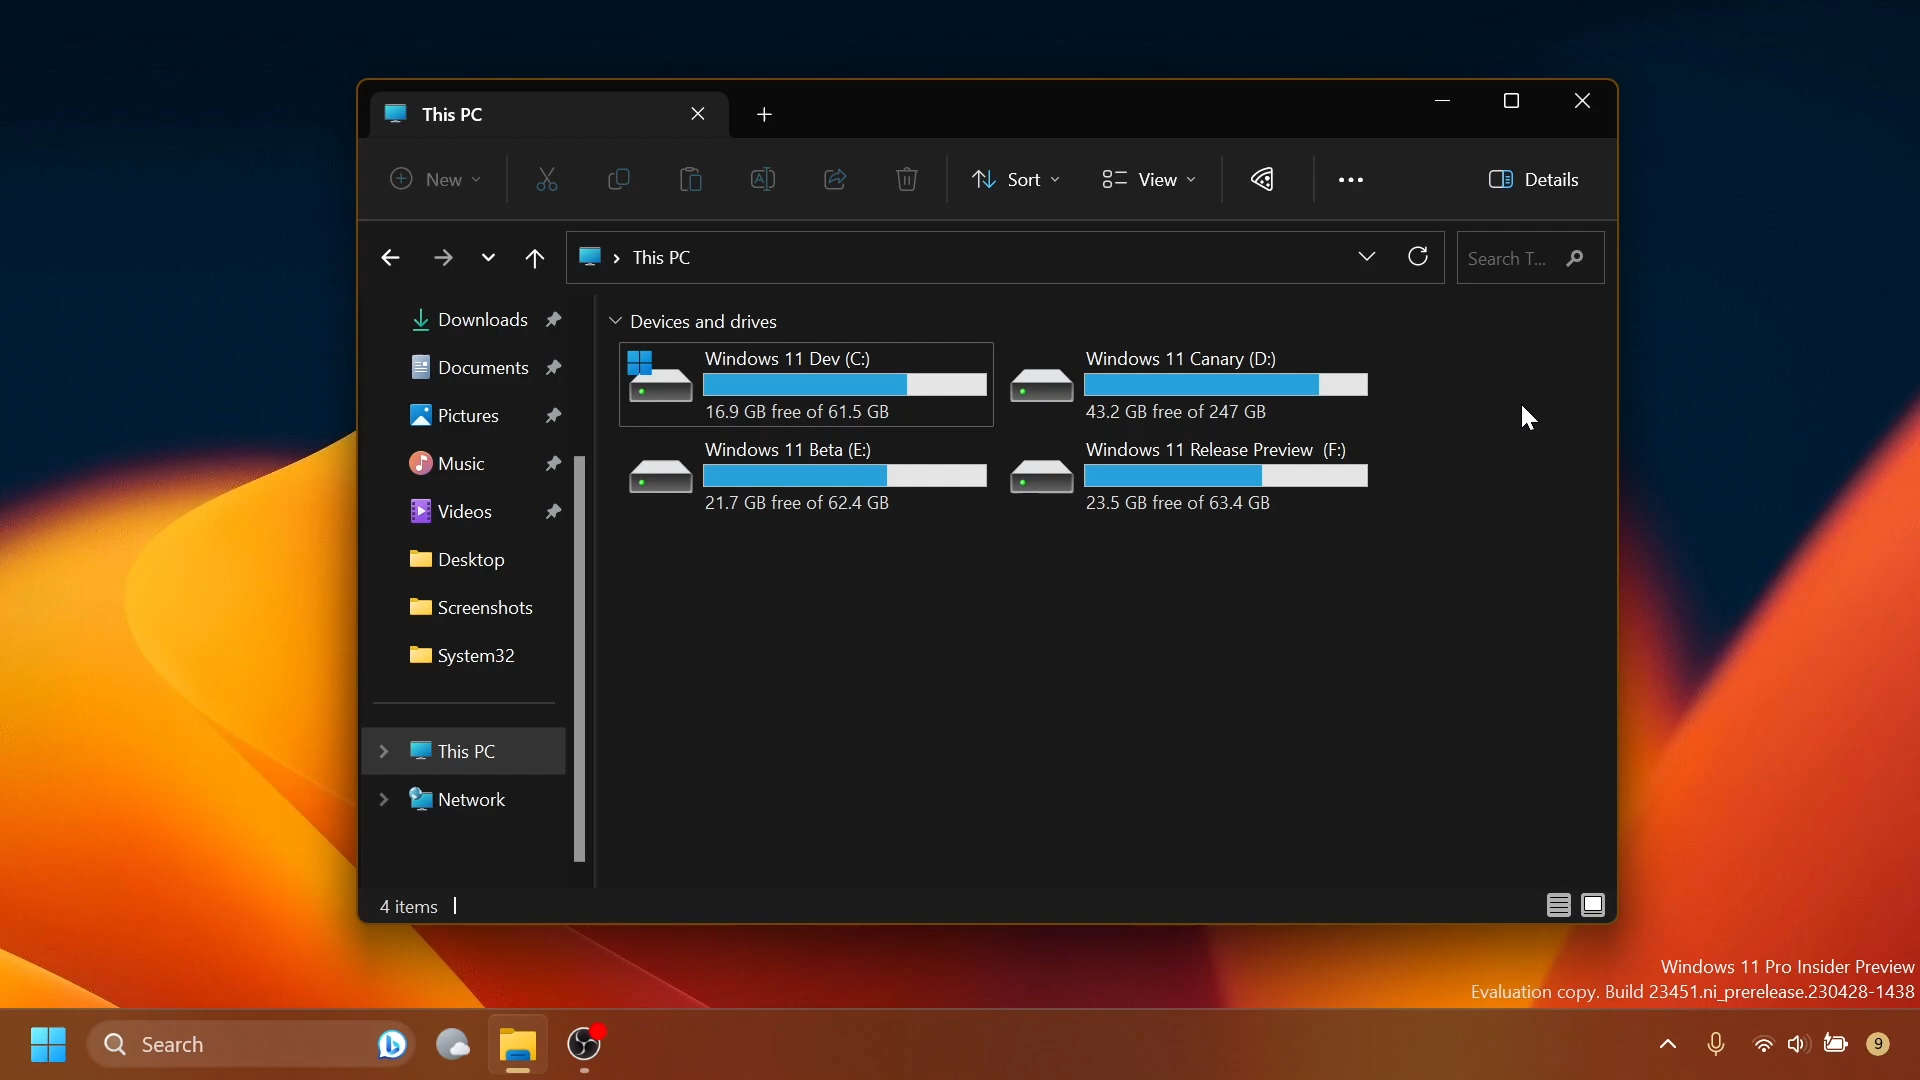 This PC
New
Sort
View
Details
This PC
Search T...
Downloads
Documents
Pictures
Music
Videos
Desktop
Screenshots
System32
This PC
Network
Devices and drives
Windows 11 Dev (C:)
16.9 GB free of 61.5 GB
Windows 11 Canary (D:)
43.2 GB free of 247 GB
Windows 11 Beta (E:)
21.7 GB free of 62.4 GB
Windows 11 Release Preview (F:)
23.5 GB free of 63.4 GB
4 items
Windows 11 Pro Insider Preview
Evaluation copy. Build 23451.ni_prerelease.230428-1438
Search
9